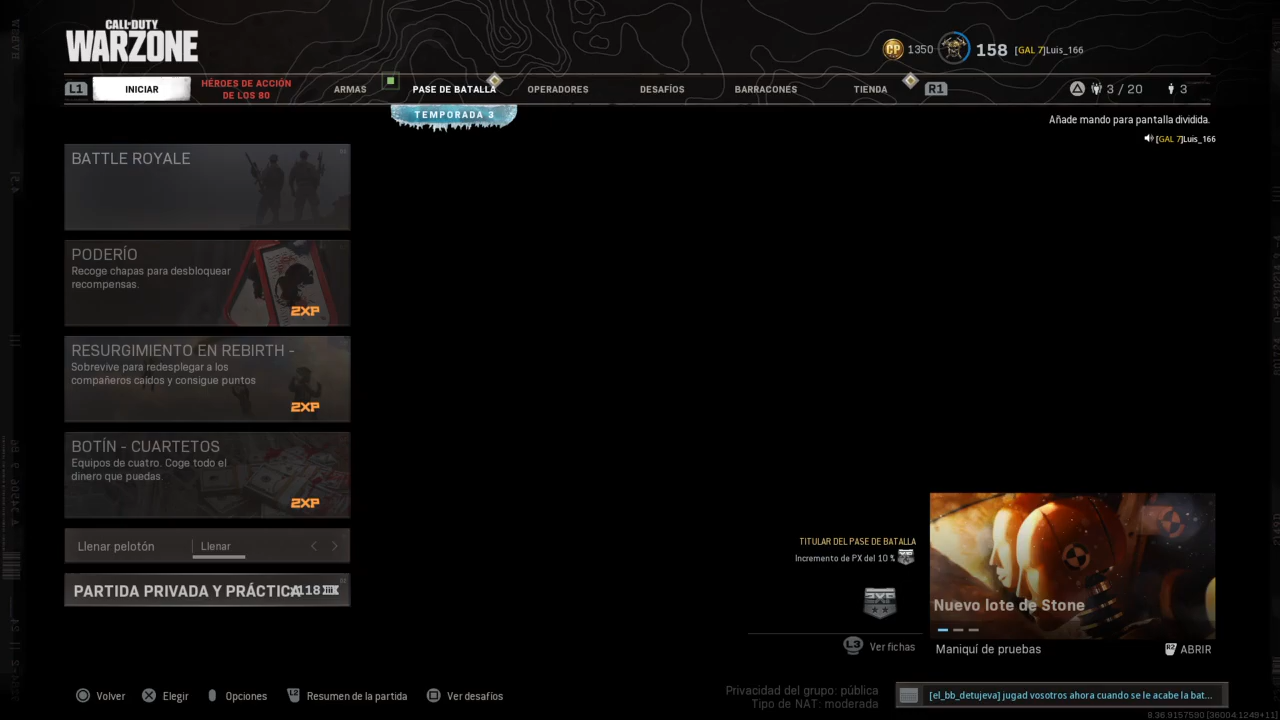 CALL OF DUTY
WARZONE
CP 1350
158
[GAL 7]Luis_166
L1
INICIAR
HÉROES DE ACCIÓN
DE LOS 80
ARMAS
PASE DE BATALLA
OPERADORES
DESAFÍOS
BARRACONES
TIENDA
R1
3 / 20
3
TEMPORADA 3
Añade mando para pantalla dividida.
[GAL 7]Luis_166
BATTLE ROYALE
PODERÍO
Recoge chapas para desbloquear
recompensas.
2XP
RESURGIMIENTO EN REBIRTH -
Sobrevive para redesplegar a los
compañeros caídos y consigue puntos
2XP
BOTÍN - CUARTETOS
Equipos de cuatro. Coge todo el
dinero que puedas.
2XP
Llenar pelotón
Llenar
PARTIDA PRIVADA Y PRÁCTICA
118
TITULAR DEL PASE DE BATALLA
Incremento de PX del 10 %
2XP
L3
Ver fichas
Nuevo lote de Stone
Maniquí de pruebas
R2
ABRIR
Volver
Elegir
Opciones
L2
Resumen de la partida
Ver desafíos
Privacidad del grupo: pública
Tipo de NAT: moderada
[el_bb_detujeva] jugad vosotros ahora cuando se le acabe la bat...